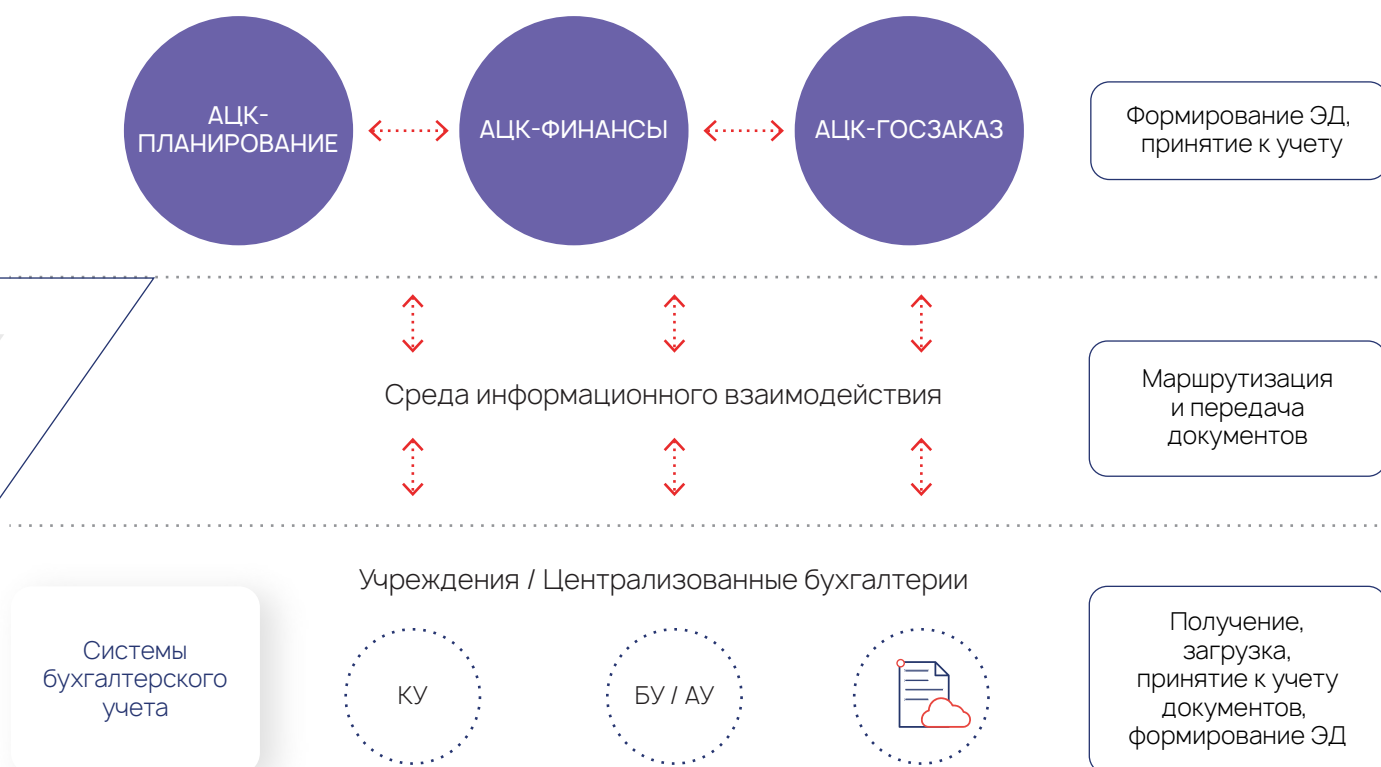 АЦК-
ПЛАНИРОВАНИЕ
АЦК-ФИНАНСЫ
АЦК-ГОСЗАКАЗ
Формирование ЭД,
принятие к учету
Среда информационного взаимодействия
Маршрутизация
и передача
документов
Учреждения / Централизованные бухгалтерии
Системы
бухгалтерского
учета
КУ
БУ / АУ
Получение,
загрузка,
принятие к учету
документов,
формирование ЭД